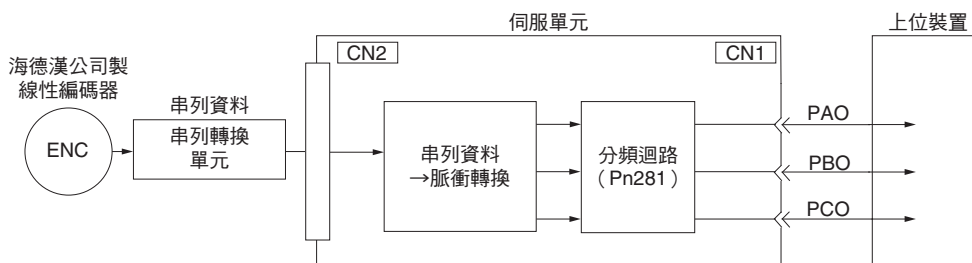 伺服單元
上位裝置
CN2
CN1
海德漢公司製
線性編碼器
串列資料
ENC
串列轉換
單元
串列資料
→脈衝轉換
分頻迴路
（Pn281）
PAO
PBO
PCO